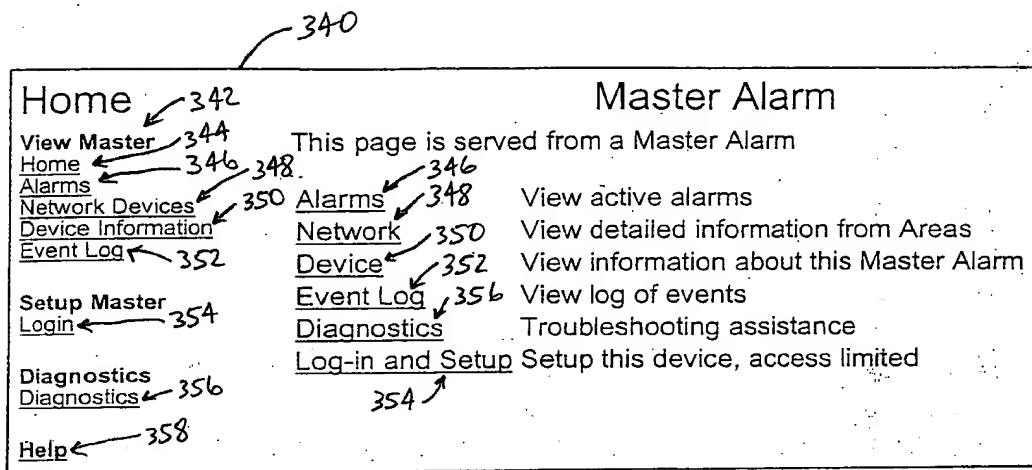 340
Home Master Alarm
342
View Master This page is served from a Master Alarm
344
Home
346 346
Alarms
348. 348
Alarms View active alarms
Network Devices
350
Network View detailed information from Areas
Device Information
350
Device View information about this Master Alarm
Event Log
352 352
Event Log View log of events
356
Setup Master
Login
354
Diagnostics Troubleshooting assistance
Log-in and Setup Setup this device, access limited
354
Diagnostics
Diagnostics
356
Help
358